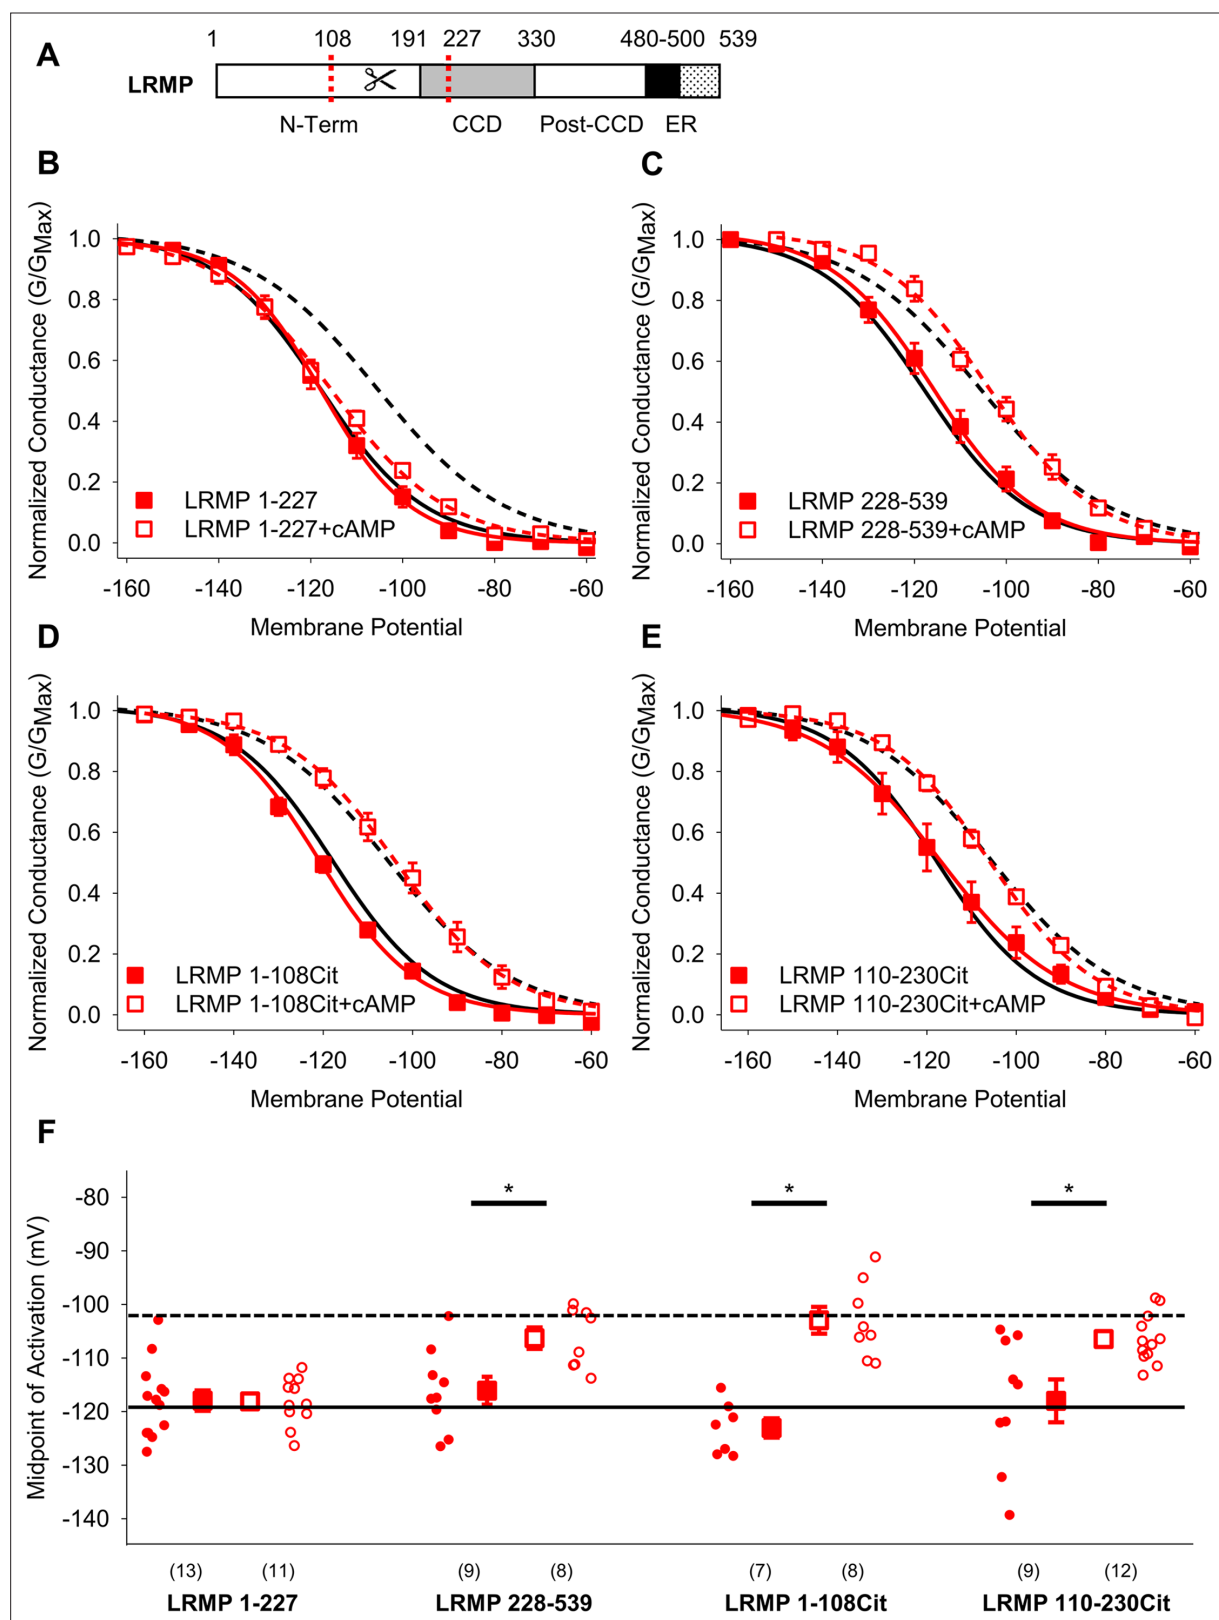 A
1 108 191 227 330 480-500 539
LRMP
N-Term CCD Post-CCD ER
B
Normalized Conductance (G/GMax)
1.0
0.8
0.6
0.4
0.2
0.0
LRMP 1-227
LRMP 1-227+cAMP
-160 -140 -120 -100 -80 -60
Membrane Potential
C
Normalized Conductance (G/GMax)
1.0
0.8
0.6
0.4
0.2
0.0
LRMP 228-539
LRMP 228-539+cAMP
-160 -140 -120 -100 -80 -60
Membrane Potential
D
Normalized Conductance (G/GMax)
1.0
0.8
0.6
0.4
0.2
0.0
LRMP 1-108Cit
LRMP 1-108Cit+cAMP
-160 -140 -120 -100 -80 -60
Membrane Potential
E
Normalized Conductance (G/GMax)
1.0
0.8
0.6
0.4
0.2
0.0
LRMP 110-230Cit
LRMP 110-230Cit+cAMP
-160 -140 -120 -100 -80 -60
Membrane Potential
F
Midpoint of Activation (mV)
-80
-90
-100
-110
-120
-130
-140
* * *
(13) (11) (9) (8) (7) (8) (9) (12)
LRMP 1-227 LRMP 228-539 LRMP 1-108Cit LRMP 110-230Cit